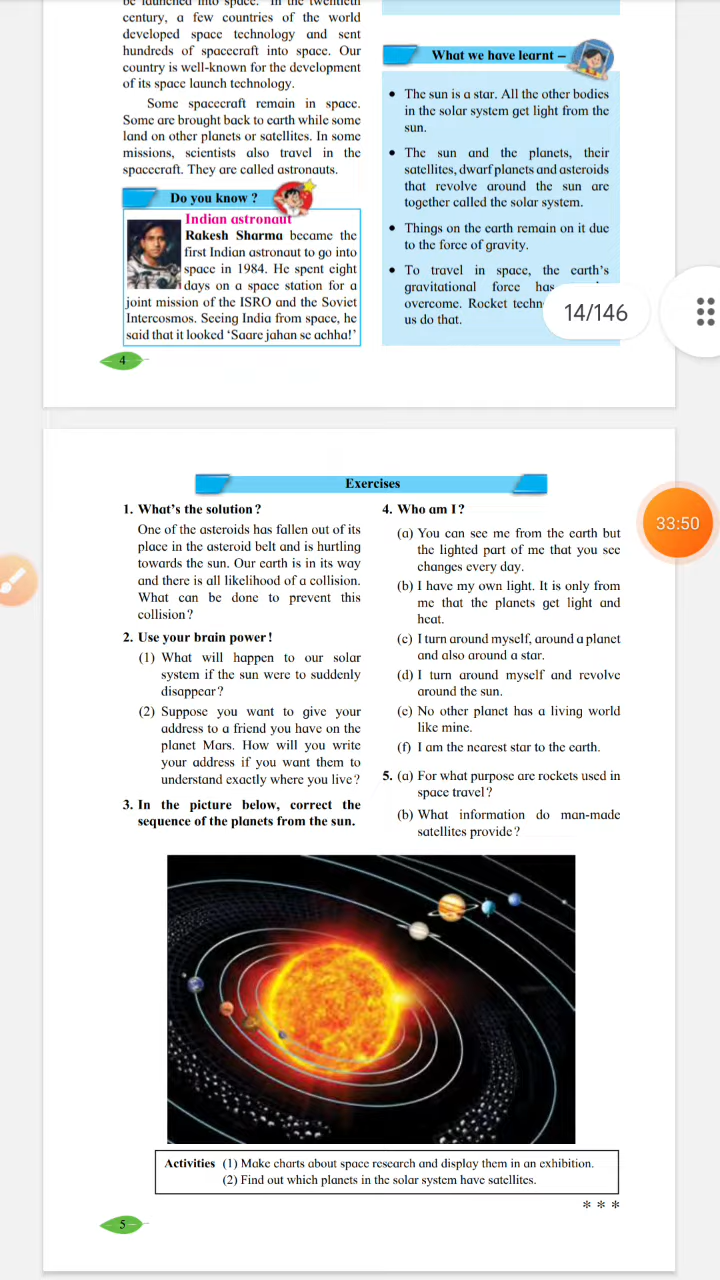 century, a few countries of the world
developed space technology and sent
hundreds of spacecraft into space. Our
country is well-known for the development
of its space launch technology.
Some spacecraft remain in space.
Some are brought back to earth while some
land on other planets or satellites. In some
missions, scientists also travel in the
spacecraft. They are called astronauts.
Do you know ?
Indian astronaut
Rakesh Sharma became the
first Indian astronaut to go into
space in 1984. He spent eight
days on a space station for a
joint mission of the ISRO and the Soviet
Intercosmos. Seeing India from space, he
said that it looked ‘Saare jahan se achha!’
4
What we have learnt –
• The sun is a star. All the other bodies
in the solar system get light from the
sun.
• The sun and the planets, their
satellites, dwarf planets and asteroids
that revolve around the sun are
together called the solar system.
• Things on the earth remain on it due
to the force of gravity.
• To travel in space, the earth’s
gravitational force has
overcome. Rocket techn
us do that.
14/146
33:50
Exercises
1. What’s the solution ?
One of the asteroids has fallen out of its
place in the asteroid belt and is hurtling
towards the sun. Our earth is in its way
and there is all likelihood of a collision.
What can be done to prevent this
collision ?
2. Use your brain power !
(1) What will happen to our solar
system if the sun were to suddenly
disappear ?
(2) Suppose you want to give your
address to a friend you have on the
planet Mars. How will you write
your address if you want them to
understand exactly where you live ?
3. In the picture below, correct the
sequence of the planets from the sun.
4. Who am I ?
(a) You can see me from the earth but
the lighted part of me that you see
changes every day.
(b) I have my own light. It is only from
me that the planets get light and
heat.
(c) I turn around myself, around a planet
and also around a star.
(d) I turn around myself and revolve
around the sun.
(e) No other planet has a living world
like mine.
(f) I am the nearest star to the earth.
5. (a) For what purpose are rockets used in
space travel ?
(b) What information do man-made
satellites provide ?
Activities (1) Make charts about space research and display them in an exhibition.
(2) Find out which planets in the solar system have satellites.
* * *
5